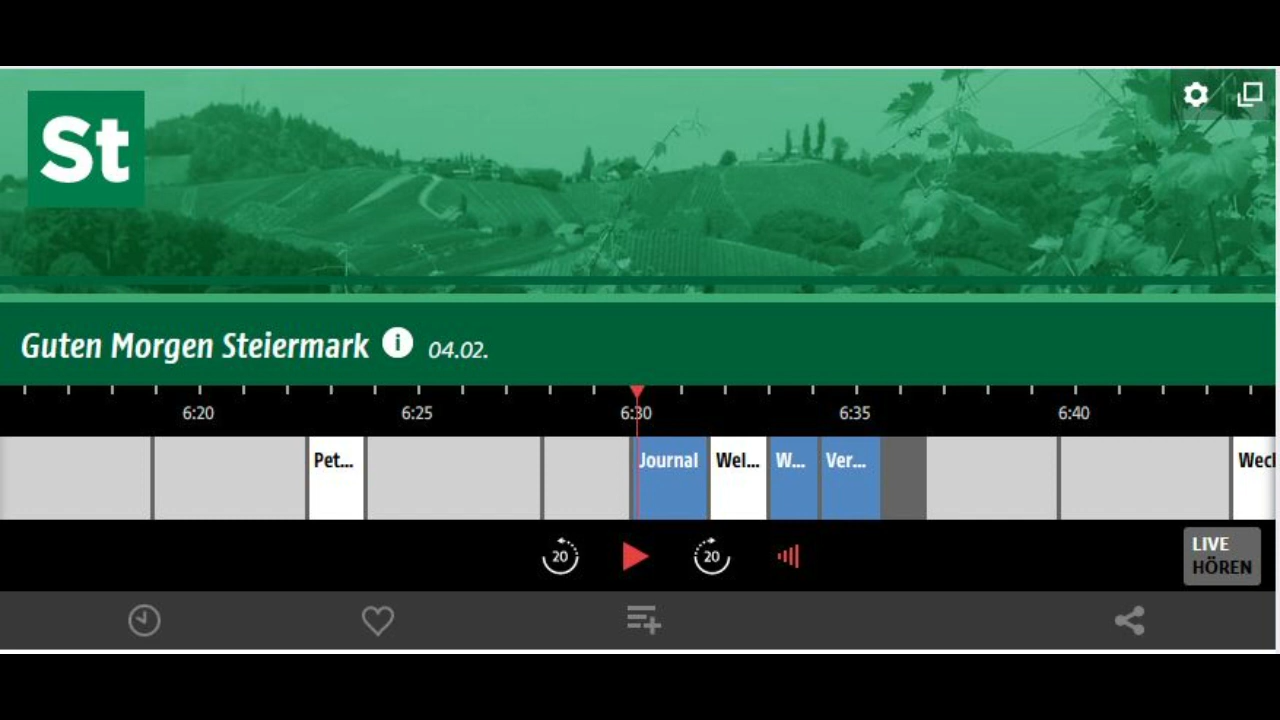 St
Guten Morgen Steiermark i 04.02.
6:20 6:25 6:30 6:35 6:40
Pet... Journal Wel... W... Ver... Wecl
20 20
LIVE
HÖREN